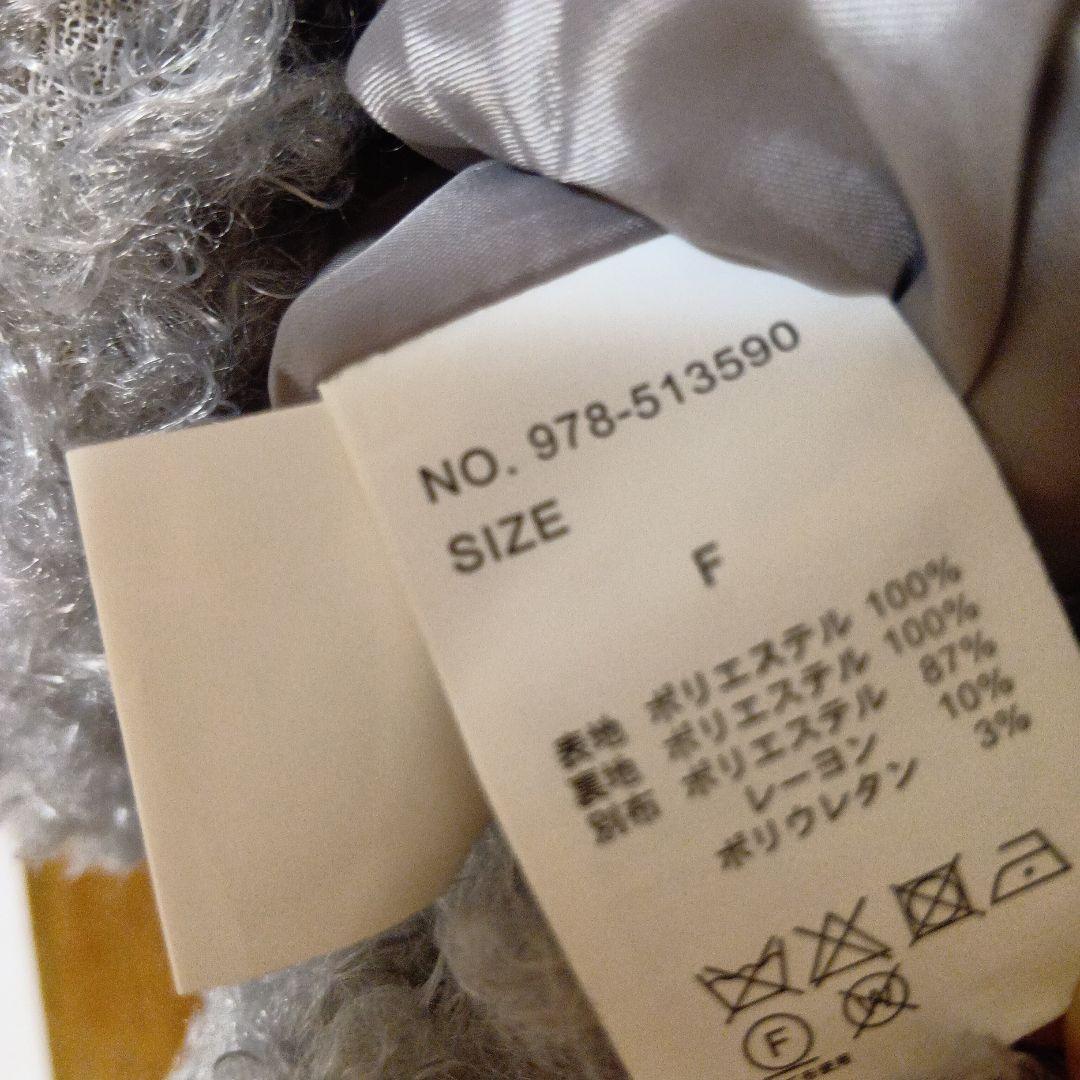 NO. 978-513590
SIZE
F
表地 ポリエステル 100%
裏地 ポリエステル 100%
別布 ポリエステル 87%
レーヨン 10%
ポリウレタン 3%
W
F